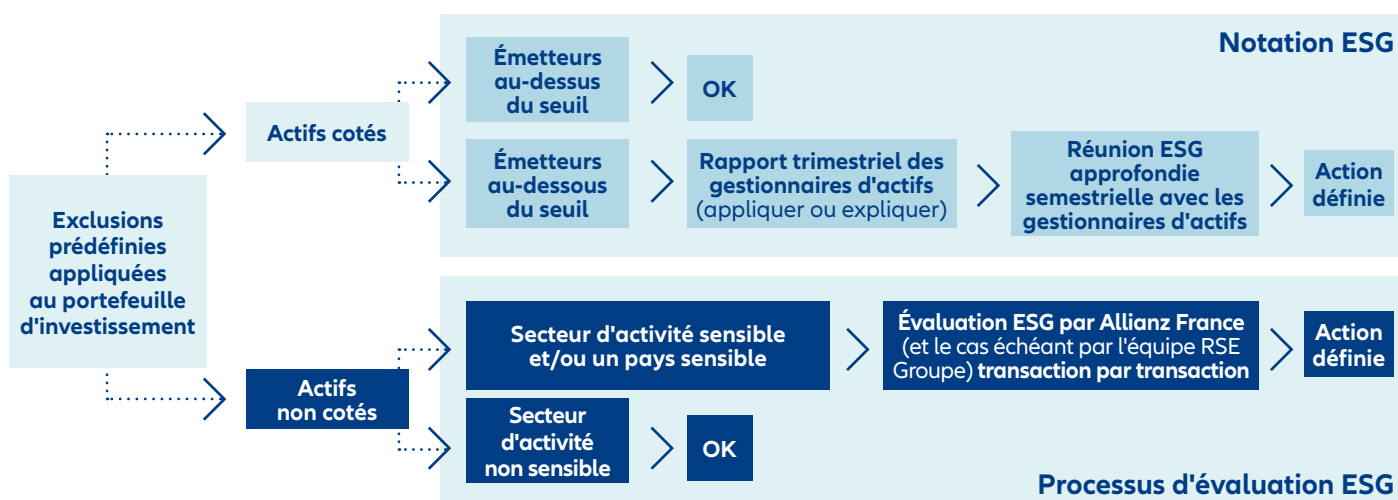 Exclusions
prédéfinies
appliquées
au portefeuille
d'investissement
Actifs cotés
Notation ESG
Émetteurs
au-dessus
du seuil
OK
Émetteurs
au-dessous
du seuil
Rapport trimestriel des
gestionnaires d'actifs
(appliquer ou expliquer)
Réunion ESG
approfondie
semestrielle avec les
gestionnaires d'actifs
Action
définie
Actifs
non cotés
Secteur d'activité sensible
et/ou un pays sensible
Évaluation ESG par Allianz France
(et le cas échéant par l'équipe RSE
Groupe) transaction par transaction
Action
définie
Secteur
d'activité
non sensible
OK
Processus d'évaluation ESG